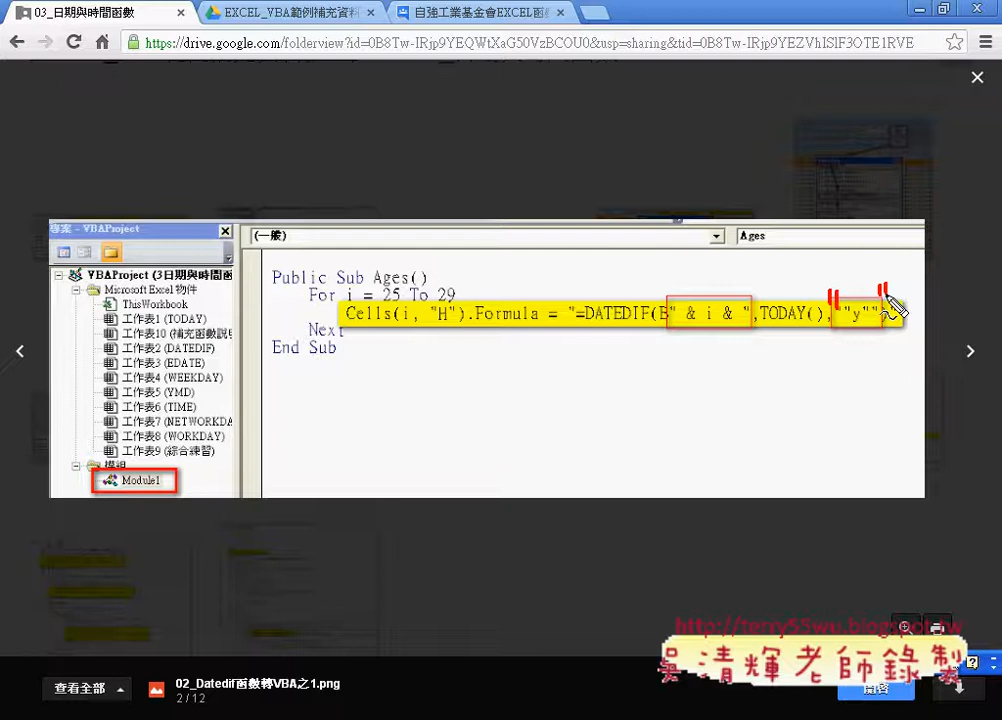 03_日期與時間函數
EXCEL_VBA範例補充資料
自強工業基金會EXCEL函
https://drive.google.com/folderview?id=0B8Tw-IRjp9YEQWtXaG50VzBCOU0&usp=sharing&tid=0B8Tw-IRjp9YEZVhISlF3OTE1RVE
專案 - VBAProject
(一般)
Ages
VBAProject (3日期與時間函
Microsoft Excel 物件
ThisWorkbook
工作表1 (TODAY)
工作表10 (補充函數說明
工作表2 (DATEDIF)
工作表3 (EDATE)
工作表4 (WEEKDAY)
工作表5 (YMD)
工作表6 (TIME)
工作表7 (NETWORKDA
工作表8 (WORKDAY)
工作表9 (綜合練習)
模組
Module1
Public Sub Ages()
For i = 25 To 29
Cells(i, "H").Formula = "=DATEDIF(B" & i & ",TODAY(),""y"")"
Next
End Sub
http://terry55wu.blogspot.tw
吳清輝老師錄製
查看全部
02_Datedif函數轉VBA之1.png
2 / 12